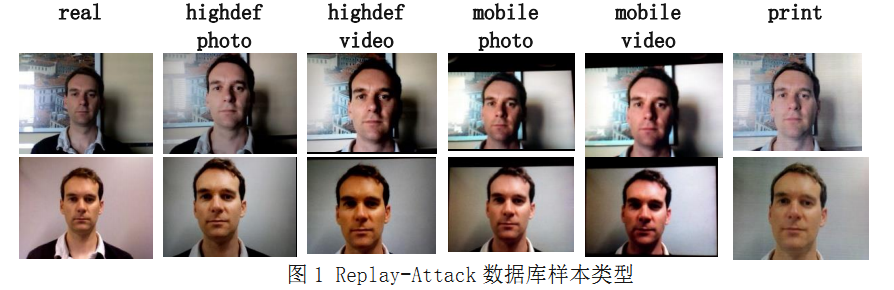 real
highdef photo
highdef video
mobile photo
mobile video
print
图 1 Replay-Attack 数据库样本类型